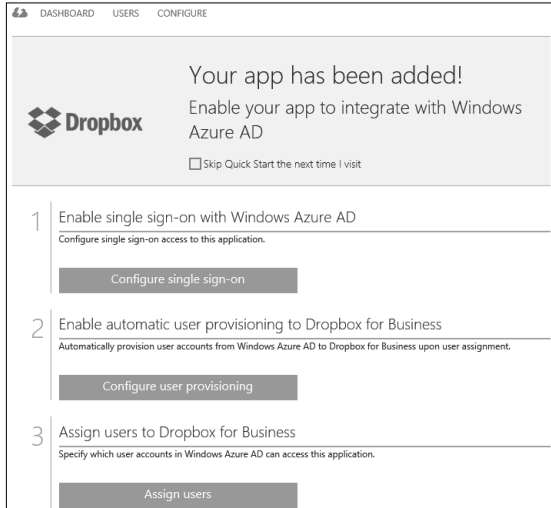 DASHBOARD USERS CONFIGURE
Your app has been added!
Enable your app to integrate with Windows
Azure AD
Dropbox
Skip Quick Start the next time I visit
1 Enable single sign-on with Windows Azure AD
Configure single sign-on access to this application.
Configure single sign-on
2 Enable automatic user provisioning to Dropbox for Business
Automatically provision user accounts from Windows Azure AD to Dropbox for Business upon user assignment.
Configure user provisioning
3 Assign users to Dropbox for Business
Specify which user accounts in Windows Azure AD can access this application.
Assign users